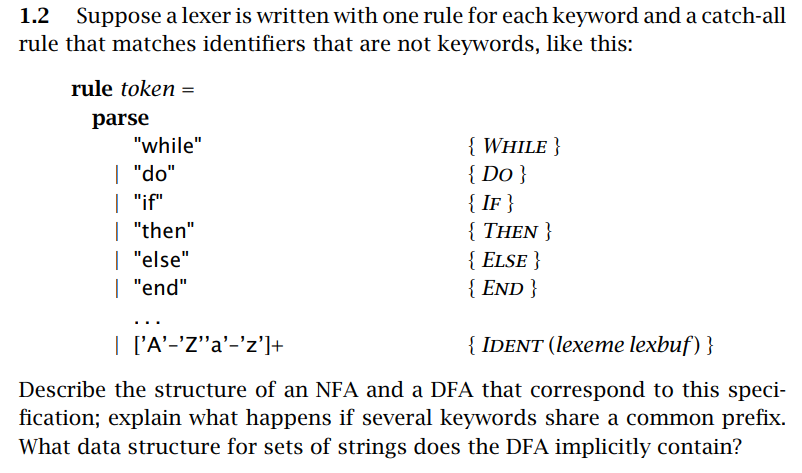 1.2 Suppose a lexer is written with one rule for each keyword and a catch-all
rule that matches identifiers that are not keywords, like this:
rule token =
parse
"while" { WHILE }
| "do" { DO }
| "if" { IF }
| "then" { THEN }
| "else" { ELSE }
| "end" { END }
...
| [’A’–’Z’’a’–’z’]+ { IDENT (lexeme lexbuf) }
Describe the structure of an NFA and a DFA that correspond to this speci-
fication; explain what happens if several keywords share a common prefix.
What data structure for sets of strings does the DFA implicitly contain?